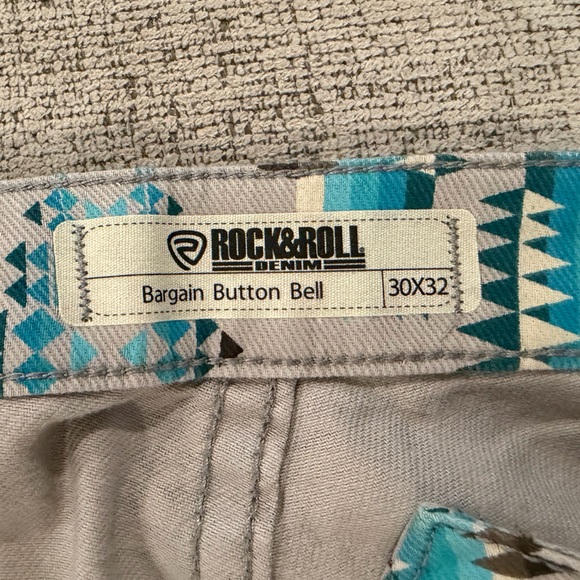 ROCK&ROLL
DENIM
Bargain Button Bell
30X32